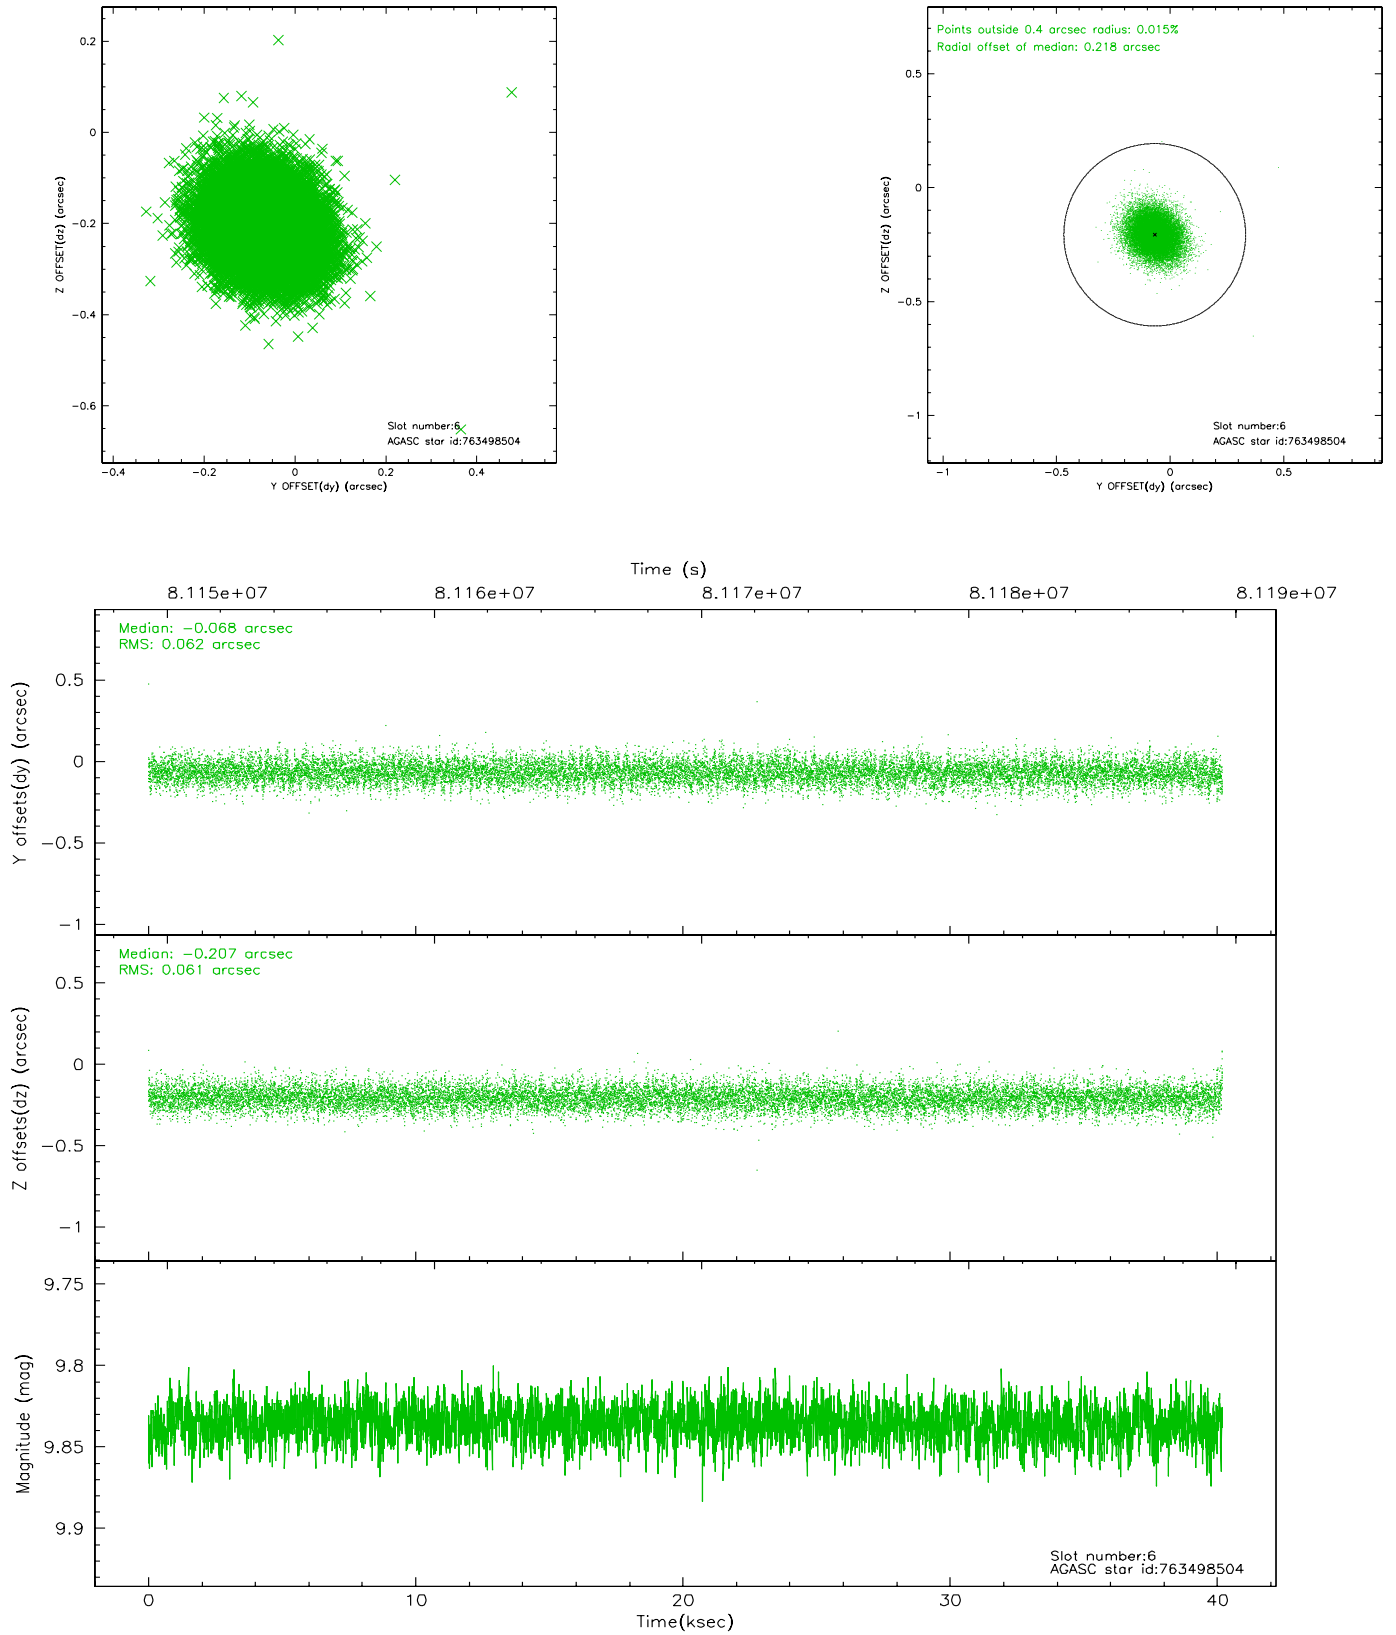 0.2
0
−0.2
−0.4
−0.6
Z OFFSET(dz) (arcsec)
Slot number:6
AGASC star id:763498504
−0.4 −0.2 0 0.2 0.4
Y OFFSET(dy) (arcsec)
Points outside 0.4 arcsec radius: 0.015%
Radial offset of median: 0.218 arcsec
0.5
0
−0.5
−1
Z OFFSET(dz) (arcsec)
Slot number:6
AGASC star id:763498504
−1 −0.5 0 0.5
Y OFFSET(dy) (arcsec)
Time (s)
8.115e+07 8.116e+07 8.117e+07 8.118e+07 8.119e+07
Median: −0.068 arcsec
RMS: 0.062 arcsec
0.5
0
−0.5
−1
Y offsets(dy) (arcsec)
Median: −0.207 arcsec
RMS: 0.061 arcsec
0.5
0
−0.5
−1
Z offsets(dz) (arcsec)
9.75
9.8
9.85
9.9
Magnitude (mag)
Slot number:6
AGASC star id:763498504
0 10 20 30 40
Time(ksec)